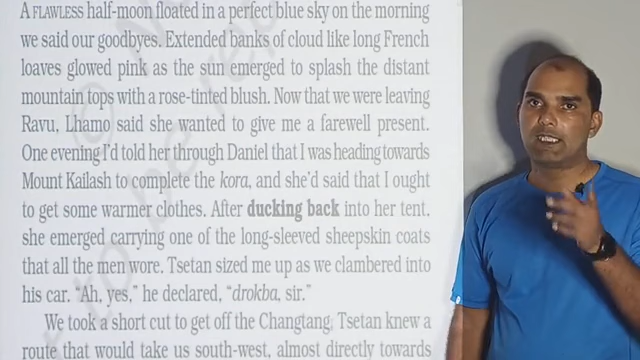 A FLAWLESS half-moon floated in a perfect blue sky on the morning
we said our goodbyes. Extended banks of cloud like long French
loaves glowed pink as the sun emerged to splash the distant
mountain tops with a rose-tinted blush. Now that we were leaving
Ravu, Lhamo said she wanted to give me a farewell present.
One evening I'd told her through Daniel that I was heading towards
Mount Kailash to complete the kora, and she'd said that I ought
to get some warmer clothes. After ducking back into her tent,
she emerged carrying one of the long-sleeved sheepskin coats
that all the men wore. Tsetan sized me up as we clambered into
his car. “Ah, yes,” he declared, “drokba, sir.”
We took a short cut to get off the Changtang. Tsetan knew a
route that would take us south-west, almost directly towards